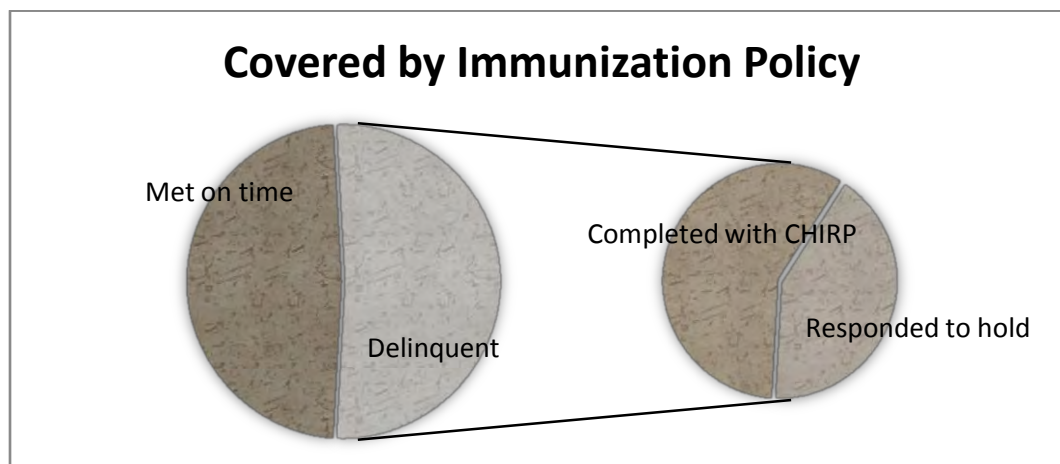 Covered by Immunization Policy
Met on time
Completed with CHIRP
Responded to hold
Delinquent